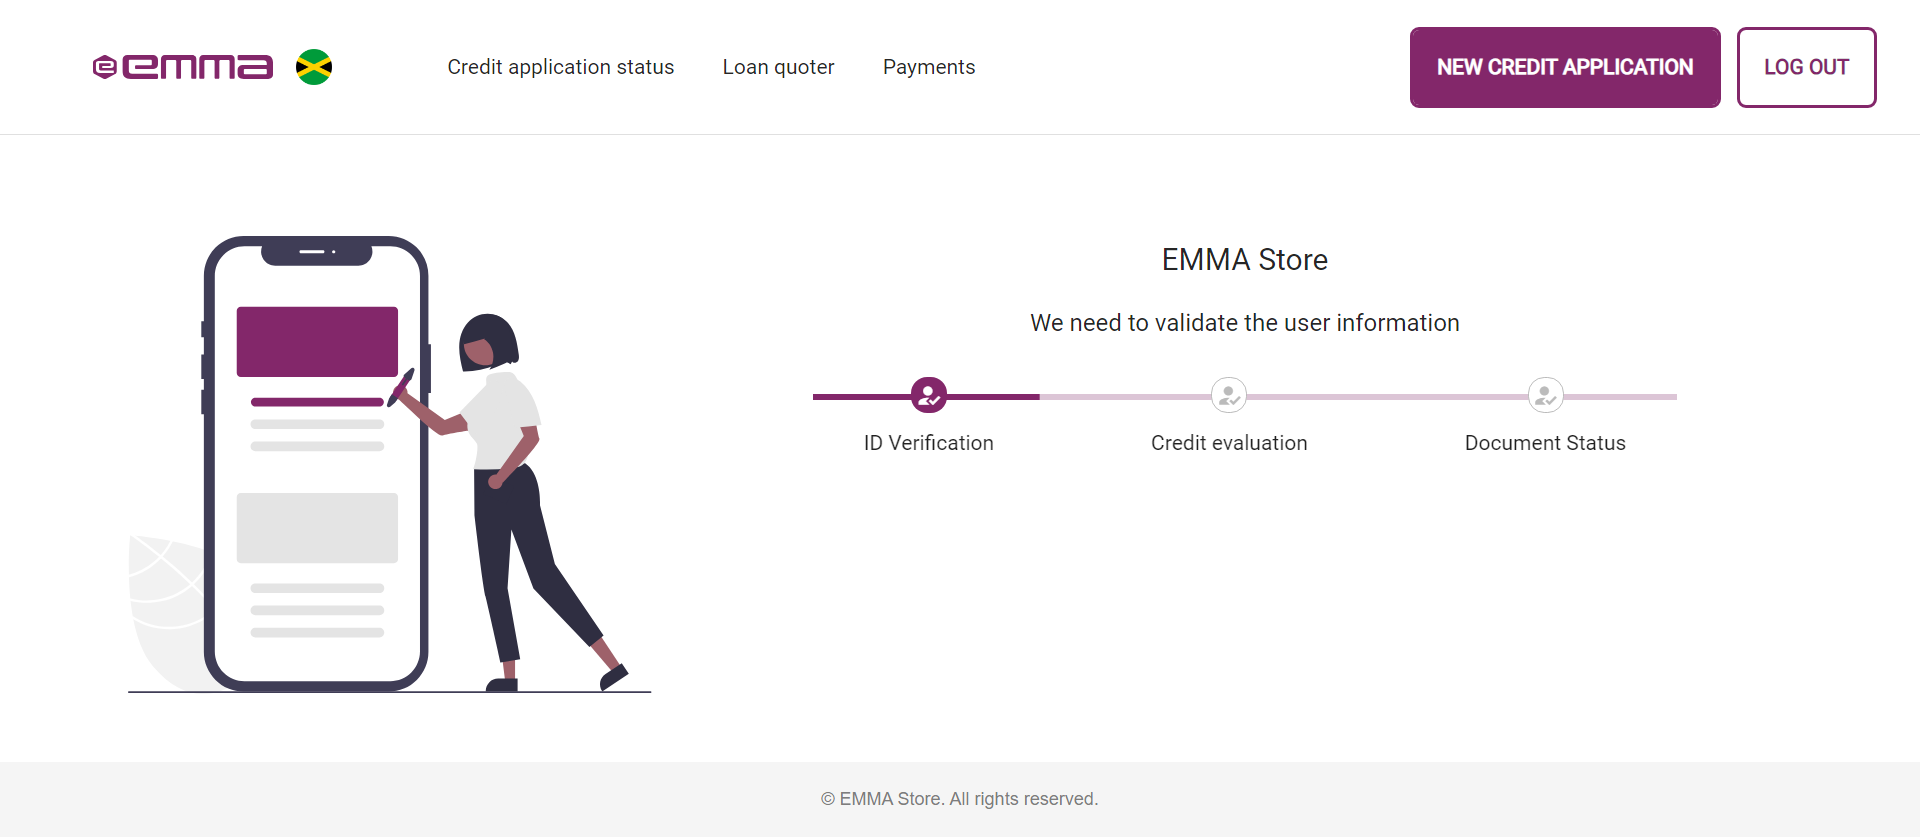 emma
Credit application status
Loan quoter
Payments
NEW CREDIT APPLICATION
LOG OUT
EMMA Store
We need to validate the user information
ID Verification
Credit evaluation
Document Status
© EMMA Store. All rights reserved.